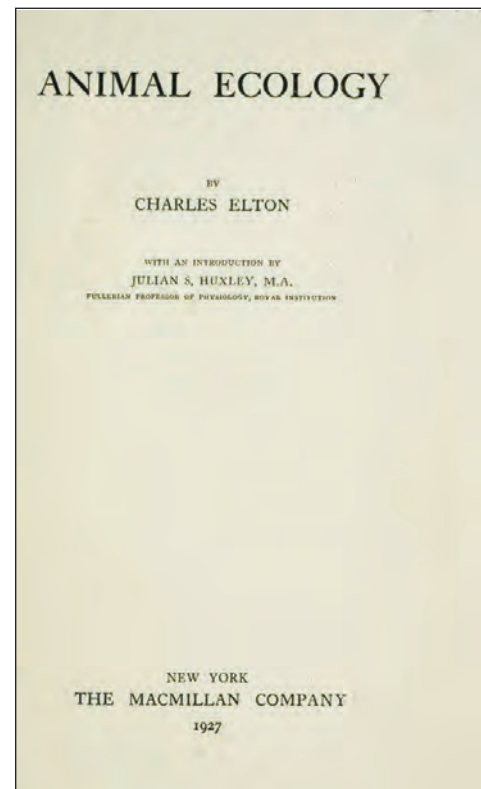 ANIMAL ECOLOGY
BY
CHARLES ELTON
WITH AN INTRODUCTION BY
JULIAN S. HUXLEY, M.A.
FULLERIAN PROFESSOR OF PHYSIOLOGY, ROYAL INSTITUTION
NEW YORK
THE MACMILLAN COMPANY
1927